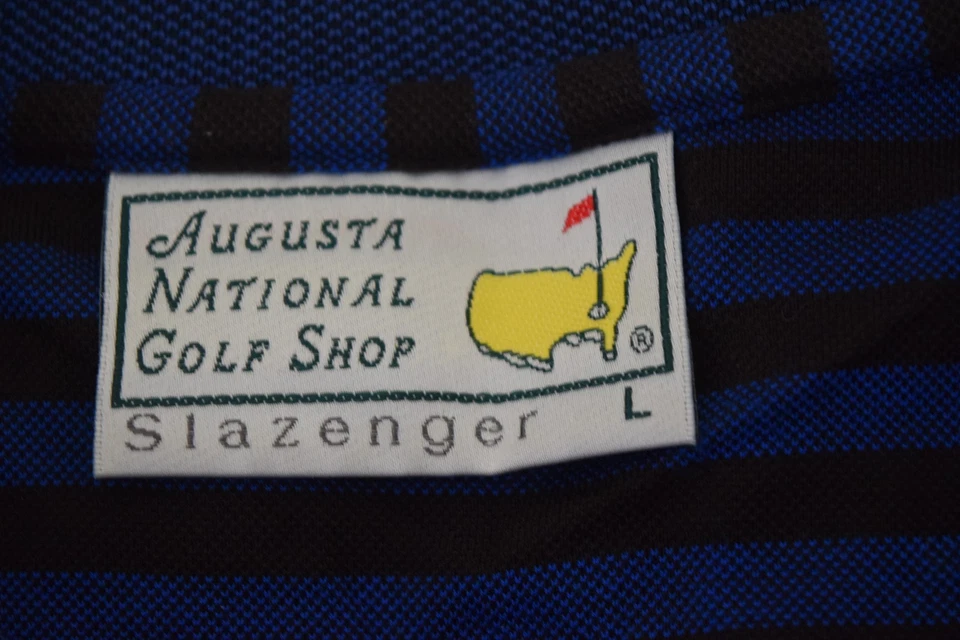 AUGUSTA
NATIONAL
GOLF SHOP
®
Slazenger L